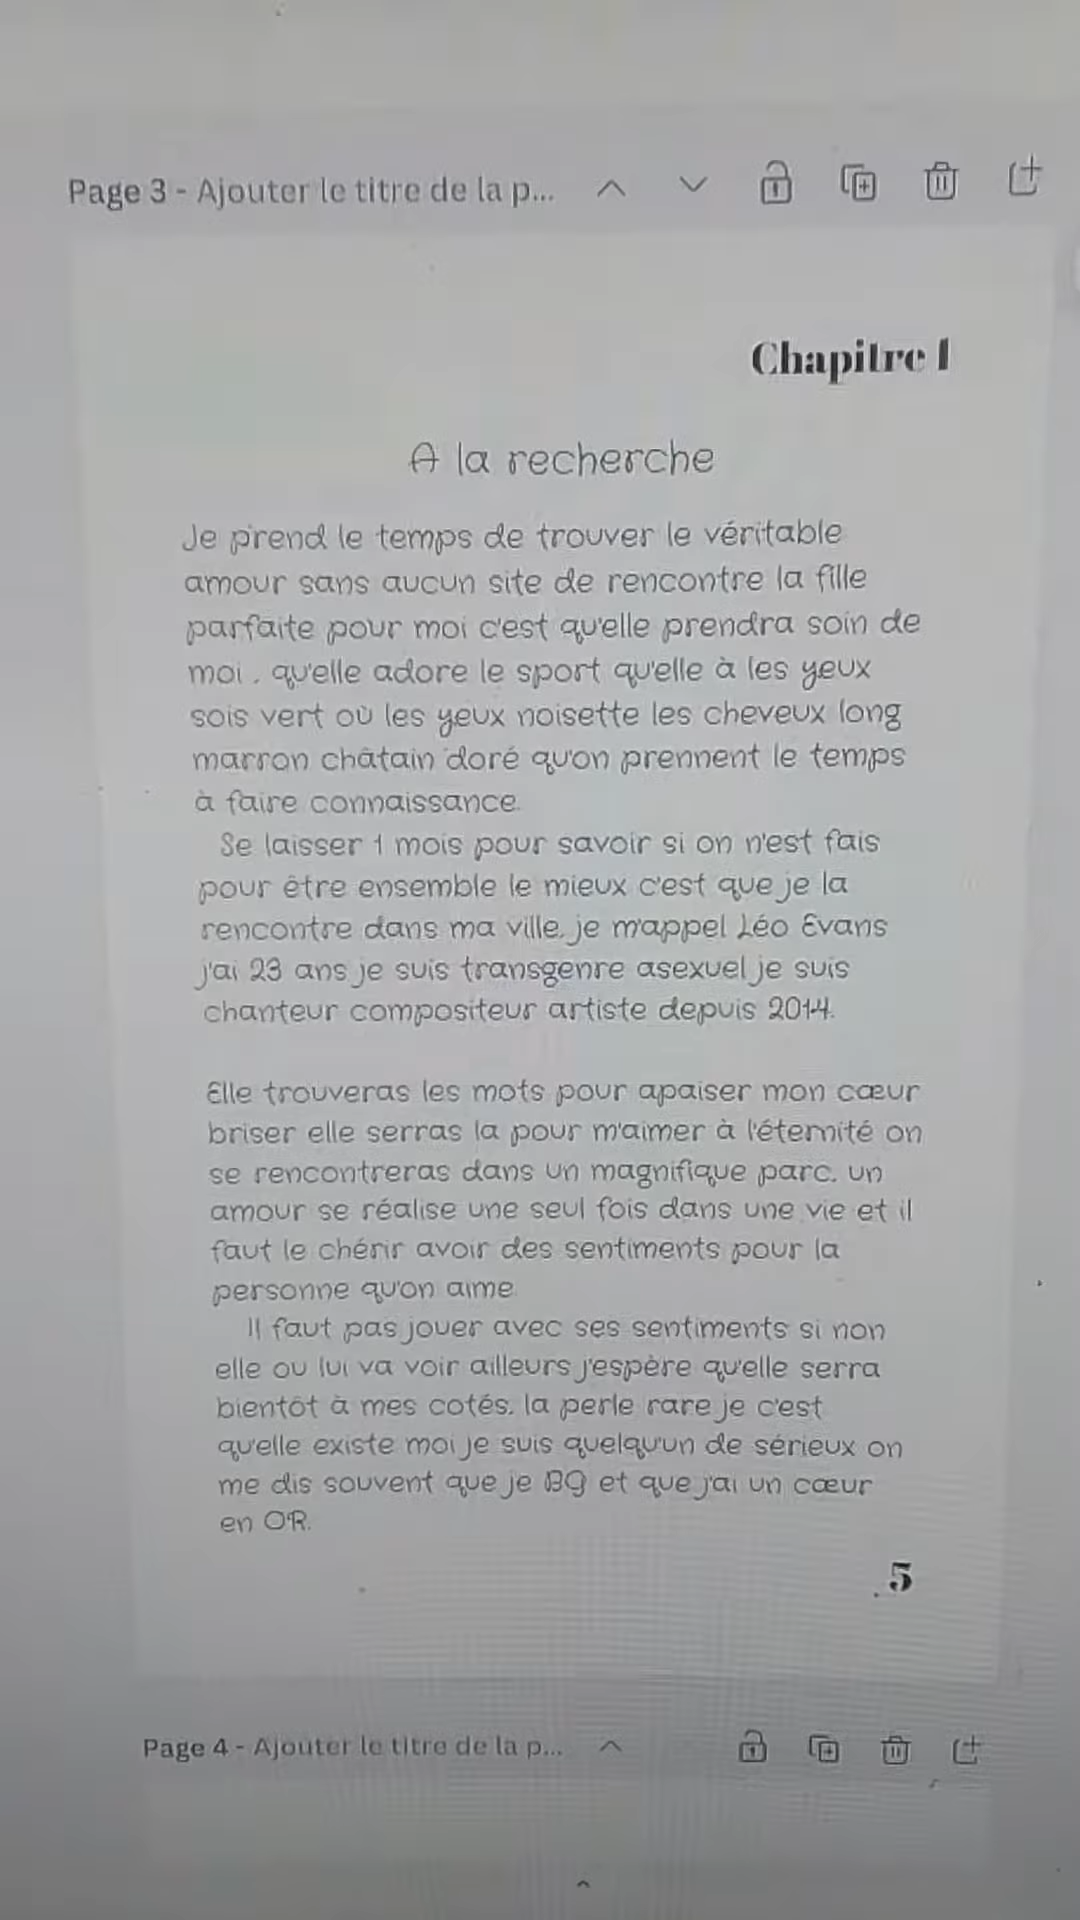 Page 3 - Ajouter le titre de la p...
Chapitre 1
A la recherche
Je prend le temps de trouver le véritable
amour sans aucun site de rencontre la fille
parfaite pour moi c'est qu'elle prendra soin de
moi . qu'elle adore le sport qu'elle à les yeux
sois vert où les yeux noisette les cheveux long
marron châtain doré qu'on prennent le temps
à faire connaissance.
Se laisser 1 mois pour savoir si on n'est fais
pour être ensemble le mieux c'est que je la
rencontre dans ma ville. je m'appel Léo Evans
j'ai 23 ans je suis transgenre asexuel je suis
chanteur compositeur artiste depuis 2014.
Elle trouveras les mots pour apaiser mon cœur
briser elle serras la pour m'aimer à l'éternité on
se rencontreras dans un magnifique parc. un
amour se réalise une seul fois dans une vie et il
faut le chérir avoir des sentiments pour la
personne qu'on aime.
Il faut pas jouer avec ses sentiments si non
elle ou lui va voir ailleurs j'espère qu'elle serra
bientôt à mes cotés. la perle rare je c'est
qu'elle existe moi je suis quelqu'un de sérieux on
me dis souvent que je BG et que j'ai un cœur
en OR.
5
Page 4 - Ajouter le titre de la p...